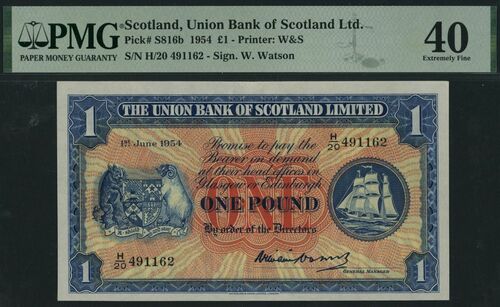 PMG
PAPER MONEY GUARANTY
Scotland, Union Bank of Scotland Ltd.
Pick# S816b 1954 £1 - Printer: W&S
S/N H/20 491162 - Sign. W. Watson
40
Extremely Fine
THE UNION BANK OF SCOTLAND LIMITED
1
1
1st June 1954
Promise to pay the
Bearer on demand
at their head offices in
Glasgow or Edinburgh
H/20 491162
ONE
ONE POUND
By order of the Directors
H/20 491162
GENERAL MANAGER
1
1